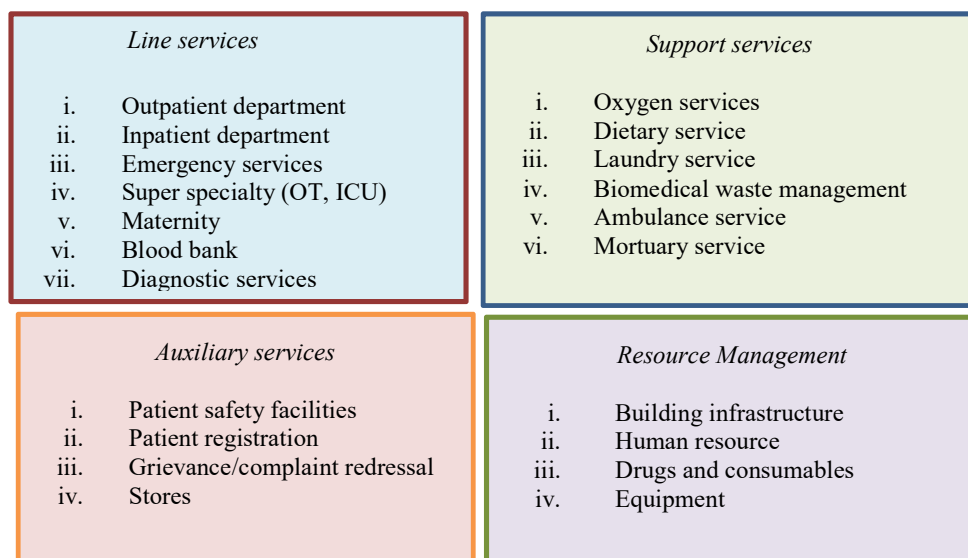 Line services
i. Outpatient department
ii. Inpatient department
iii. Emergency services
iv. Super specialty (OT, ICU)
v. Maternity
vi. Blood bank
vii. Diagnostic services
Support services
i. Oxygen services
ii. Dietary service
iii. Laundry service
iv. Biomedical waste management
v. Ambulance service
vi. Mortuary service
Auxiliary services
i. Patient safety facilities
ii. Patient registration
iii. Grievance/complaint redressal
iv. Stores
Resource Management
i. Building infrastructure
ii. Human resource
iii. Drugs and consumables
iv. Equipment